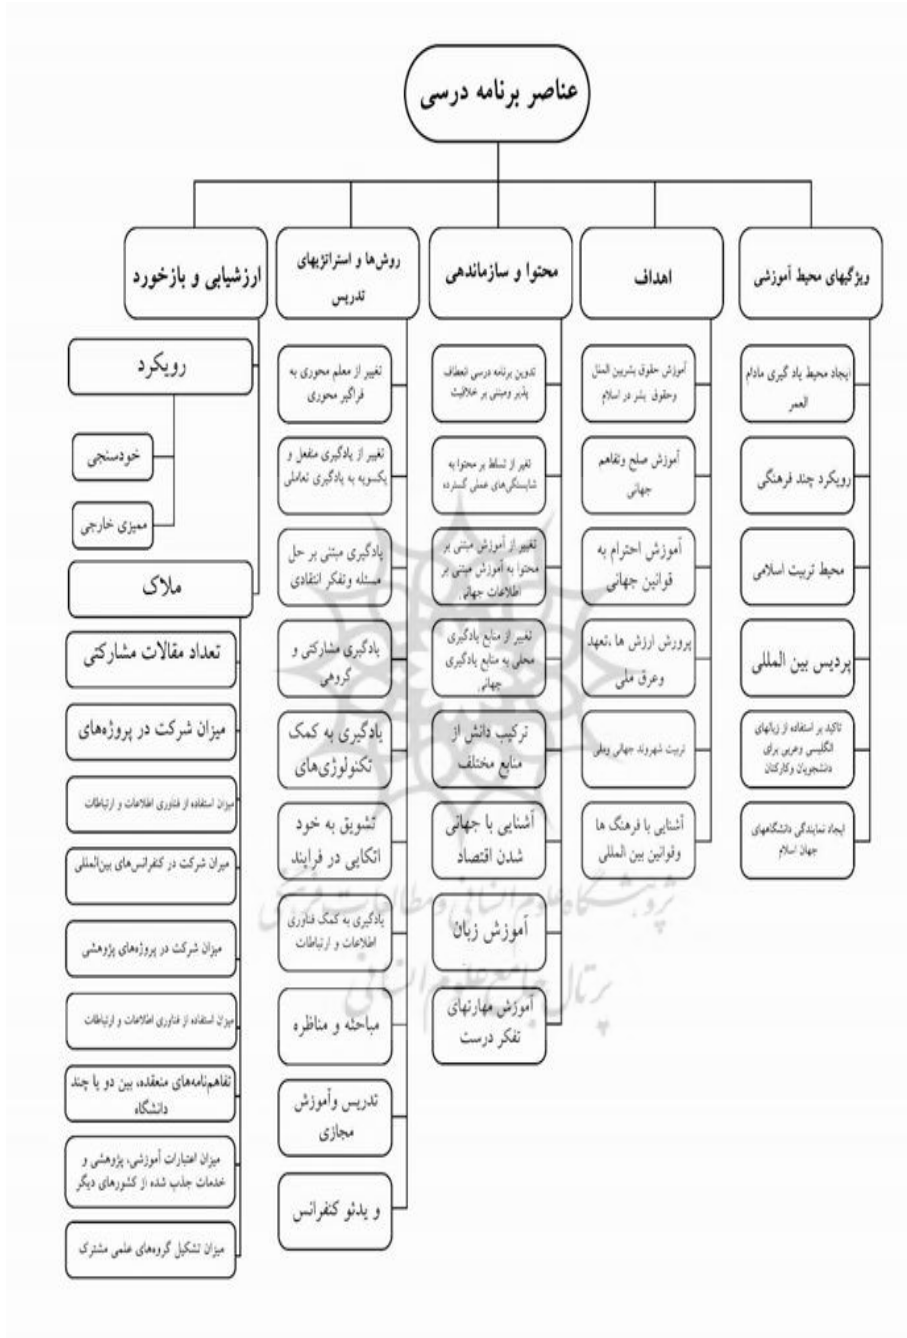 عناصر برنامه درسی
ویژگیهای محیط آموزشی
ایجاد محیط یاد گیری مادام
العمر
رویکرد چند فرهنگی
محیط تربیت اسلامی
پردیس بین المللی
تاکید بر استفاده از زبانهای
انگلیسی وعربی برای
دانشجویان وکارکنان
ایجاد نمایندگی دانشگاههای
جهان اسلام
اهداف
آموزش حقوق بشربین الملل
وحقوق بشر در اسلام
آموزش صلح وتفاهم
جهانی
آموزش احترام به
قوانین جهانی
پرورش ارزش ها ،تعهد
وعرق ملی
تربیت شهروند جهانی وملی
آشنایی با فرهنگ ها
وقوانین بین المللی
محتوا و سازماندهی
تدوین برنامه درسی انعطاف
پذیر ومبتنی بر خلاقیت
تغیر از تسلط بر محتوا به
شایستگی‌های عملی گسترده
تغییر از آموزش مبتنی بر
محتوا به آموزش مبتنی بر
اطلاعات جهانی
تغییر از منابع یادگیری
محلی به منابع یادگیری
جهانی
ترکیب دانش از
منابع مختلف
آشنایی با جهانی
شدن اقتصاد
آموزش زبان
آموزش مهارتهای
تفکر درست
روش‌ها و استراتژیهای
تدریس
تغییر از معلم محوری به
فراگیر محوری
تغییر از یادگیری منفعل و
یکسویه به یادگیری تعاملی
یادگیری مبتنی بر حل
مسئله وتفکر انتقادی
یادگیری مشارکتی و
گروهی
یادگیری به کمک
تکنولوژی‌های
تشویق به خود
اتکایی در فرایند
یادگیری به کمک فناوری
اطلاعات و ارتباطات
مباحثه و مناظره
تدریس وآموزش
مجازی
و یدئو کنفرانس
ارزشیابی و بازخورد
رویکرد
خودسنجی
ممیزی خارجی
ملاک
تعداد مقالات مشارکتی
میزان شرکت در پروژه‌های
میزان استفاده از فناوری اطلاعات و ارتباطات
میزان شرکت در کنفرانس‌های بین‌المللی
میزان شرکت در پروژه‌های پژوهشی
میزان استفاده از فناوری اطلاعات و ارتباطات
تفاهم‌نامه‌های منعقده، بین دو یا چند
دانشگاه
میزان اعتبارات آموزشی، پژوهشی و
خدمات جذب شده از کشورهای دیگر
میزان تشکیل گروه‌های علمی مشترک
پژوهشگاه علوم انسانی و مطالعات فرهنگی
پرتال جامع علوم انسانی